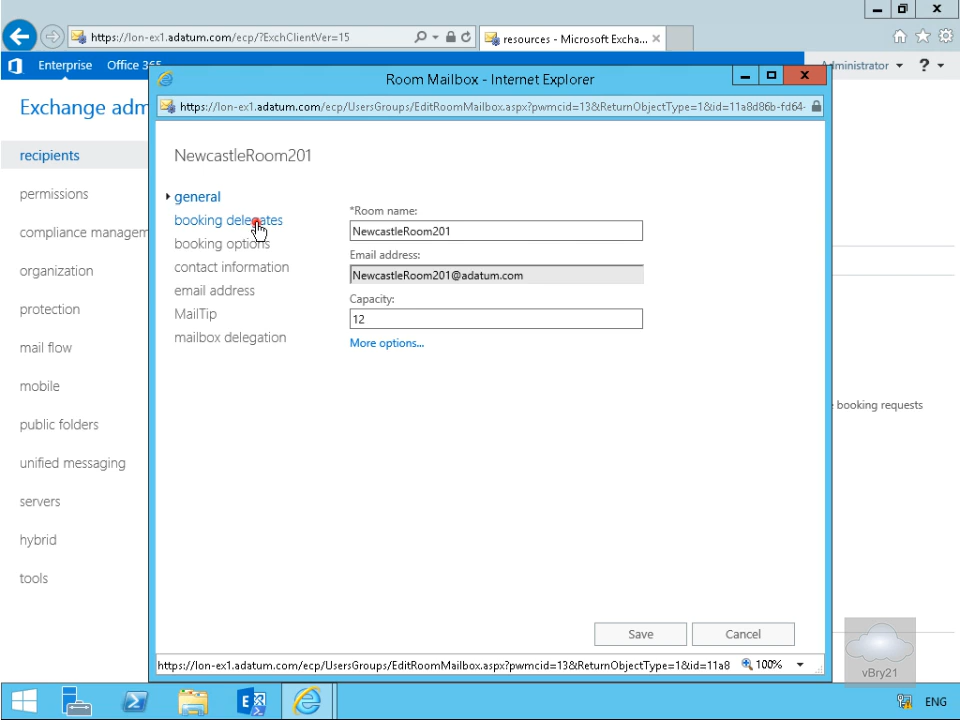 https://lon-ex1.adatum.com/ecp/?ExchClientVer=15
resources - Microsoft Excha...
Enterprise Office 365
Administrator
?
Exchange adm
Room Mailbox - Internet Explorer
https://lon-ex1.adatum.com/ecp/UsersGroups/EditRoomMailbox.aspx?pwmcid=13&ReturnObjectType=1&id=11a8d86b-fd64-
recipients
permissions
compliance managem
organization
protection
mail flow
mobile
public folders
unified messaging
servers
hybrid
tools
NewcastleRoom201
general
booking delegates
booking options
contact information
email address
MailTip
mailbox delegation
*Room name:
NewcastleRoom201
Email address:
NewcastleRoom201@adatum.com
Capacity:
12
More options...
booking requests
Save
Cancel
https://lon-ex1.adatum.com/ecp/UsersGroups/EditRoomMailbox.aspx?pwmcid=13&ReturnObjectType=1&id=11a8
100%
vBry21
ENG